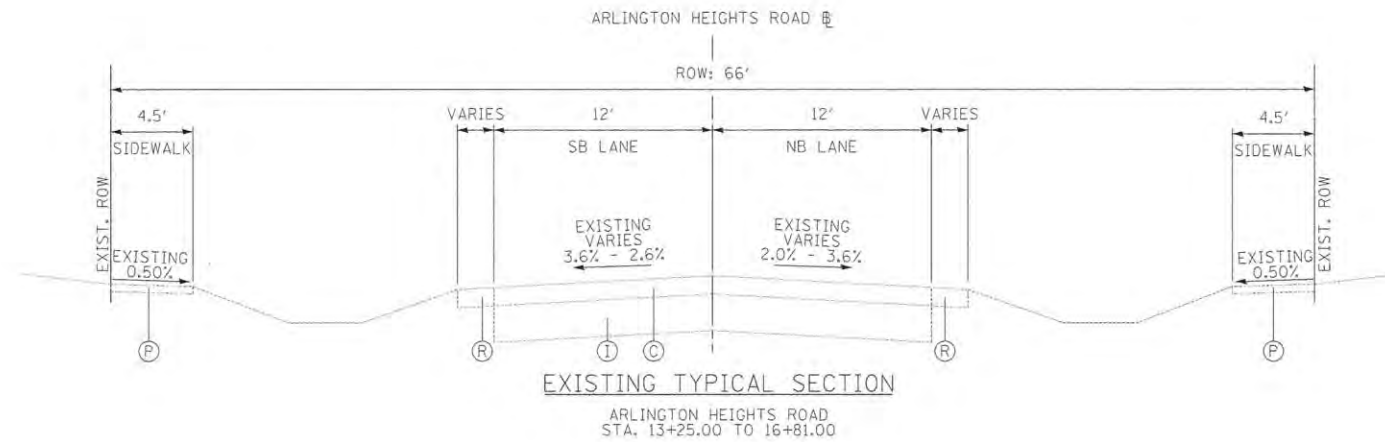 ARLINGTON HEIGHTS ROAD ℄
ROW: 66'
4.5'
VARIES
12'
12'
VARIES
4.5'
SIDEWALK
SB LANE
NB LANE
SIDEWALK
EXIST. ROW
EXIST. ROW
EXISTING
VARIES
3.6% - 2.6%
EXISTING
VARIES
2.0% - 3.6%
EXISTING
0.50%
EXISTING
0.50%
P
R
I
C
R
P
EXISTING TYPICAL SECTION
ARLINGTON HEIGHTS ROAD
STA. 13+25.00 TO 16+81.00